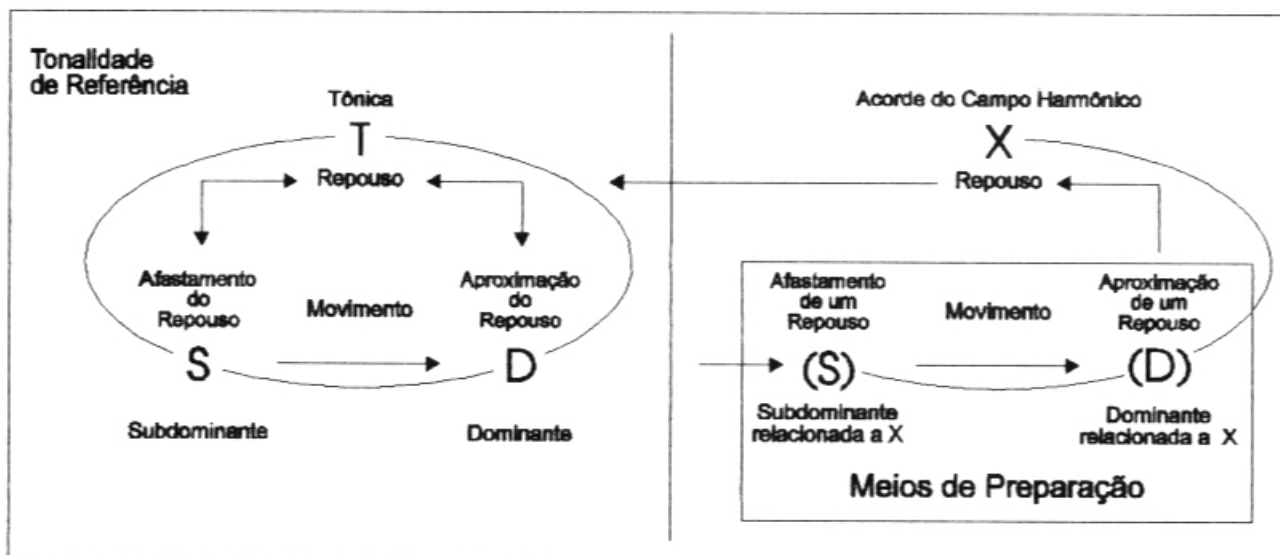 Tonalidade
de Referência
Tônica
T
Repouso
Afastamento
do
Repouso
Movimento
Aproximação
do
Repouso
S
D
Subdominante
Dominante
Acorde do Campo Harmônico
X
Repouso
Afastamento
de um
Repouso
Movimento
Aproximação
de um
Repouso
(S)
(D)
Subdominante
relacionada a X
Dominante
relacionada a X
Meios de Preparação